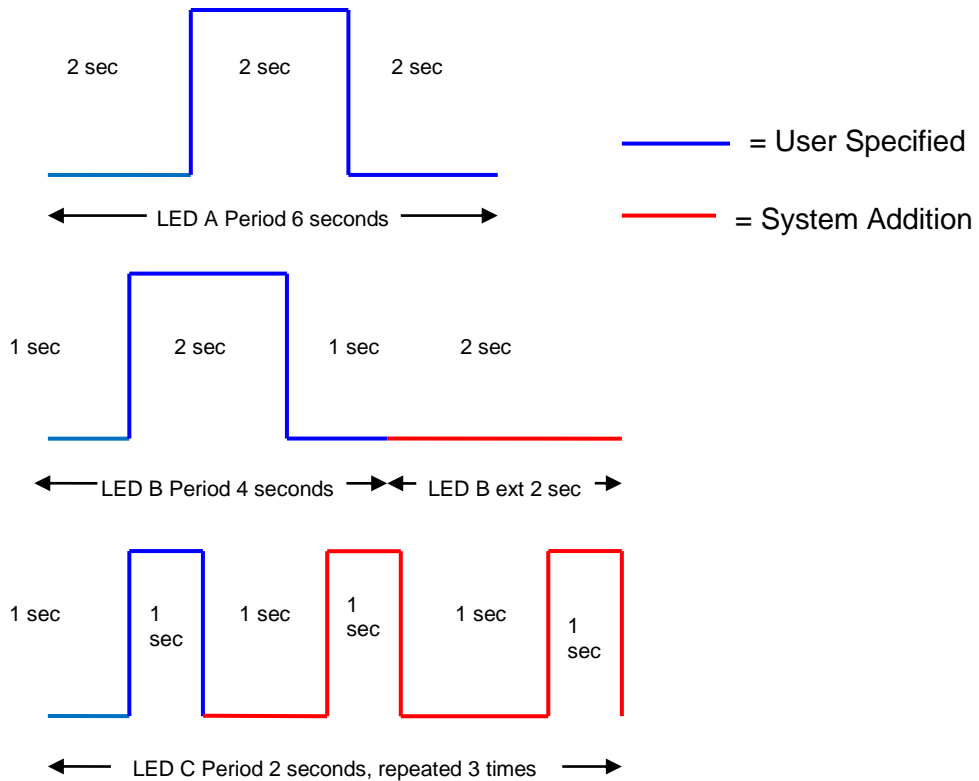 2 sec
2 sec
2 sec
= User Specified
LED A Period 6 seconds
= System Addition
1 sec
2 sec
1 sec
2 sec
LED B Period 4 seconds
LED B ext 2 sec
1 sec
1
sec
1 sec
1
sec
1 sec
1
sec
LED C Period 2 seconds, repeated 3 times